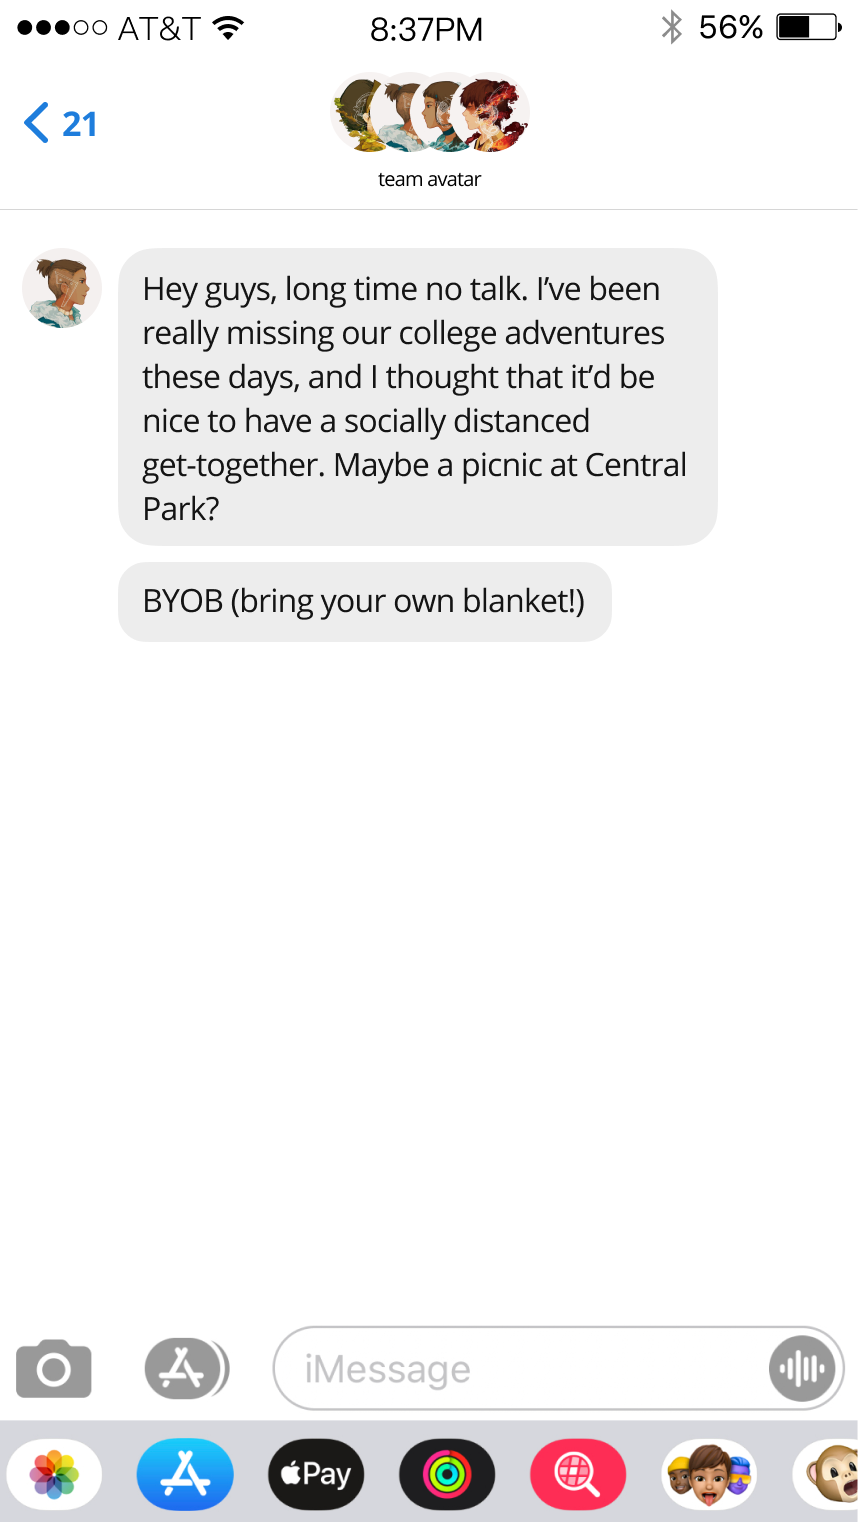 AT&T 8:37PM 56%
21
team avatar
Hey guys, long time no talk. I’ve been
really missing our college adventures
these days, and I thought that it’d be
nice to have a socially distanced
get-together. Maybe a picnic at Central
Park?
BYOB (bring your own blanket!)
iMessage
Pay